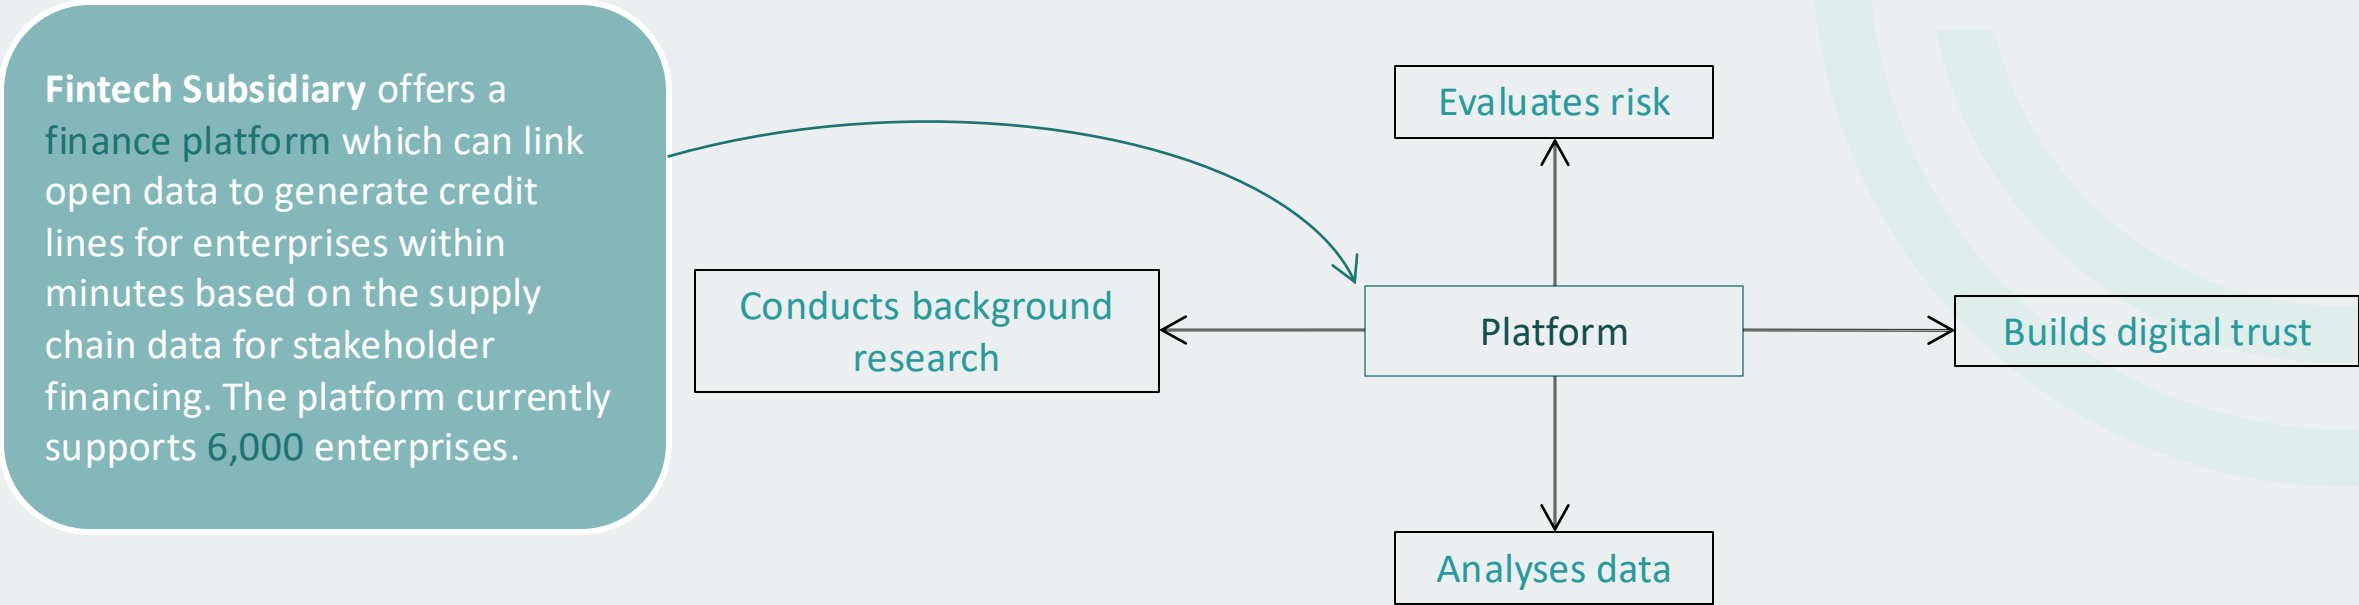 Fintech Subsidiary offers a
finance platform which can link
open data to generate credit
lines for enterprises within
minutes based on the supply
chain data for stakeholder
financing. The platform currently
supports 6,000 enterprises.
Evaluates risk
Conducts background
research
Platform
Builds digital trust
Analyses data